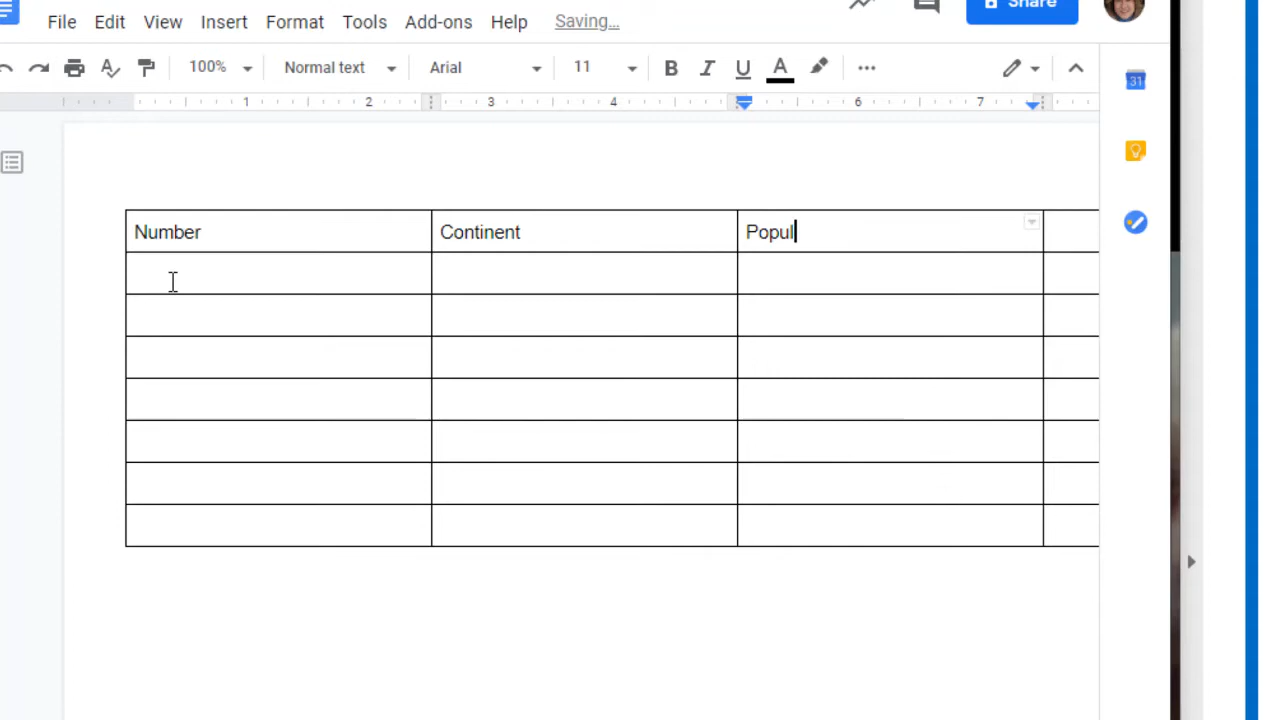 Share
File Edit View Insert Format Tools Add-ons Help Saving...
100% Normal text Arial 11 B I U A
1 2 3 4 6 7
31
Number Continent Popul